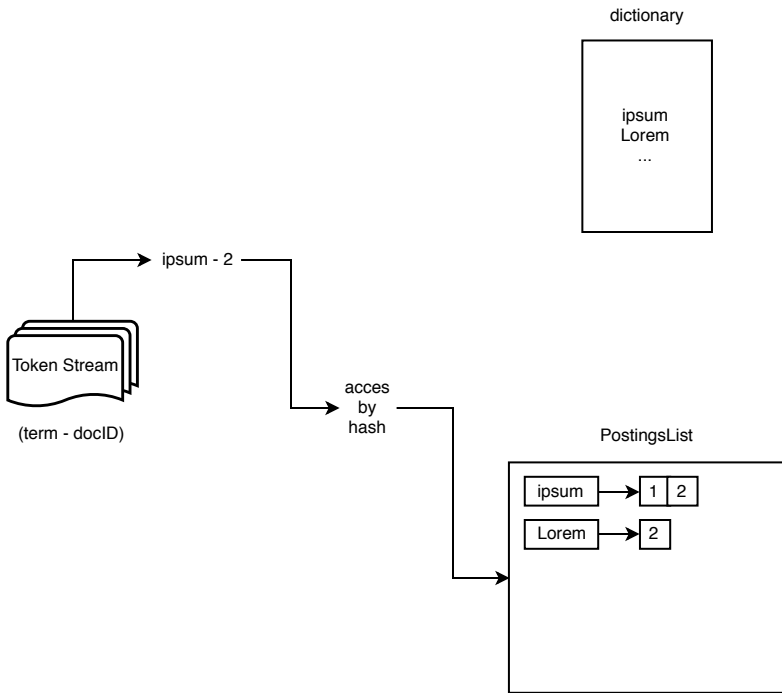 dictionary
ipsum
Lorem
...
ipsum - 2
Token Stream
(term - docID)
acces
by
hash
PostingsList
ipsum
1
2
Lorem
2